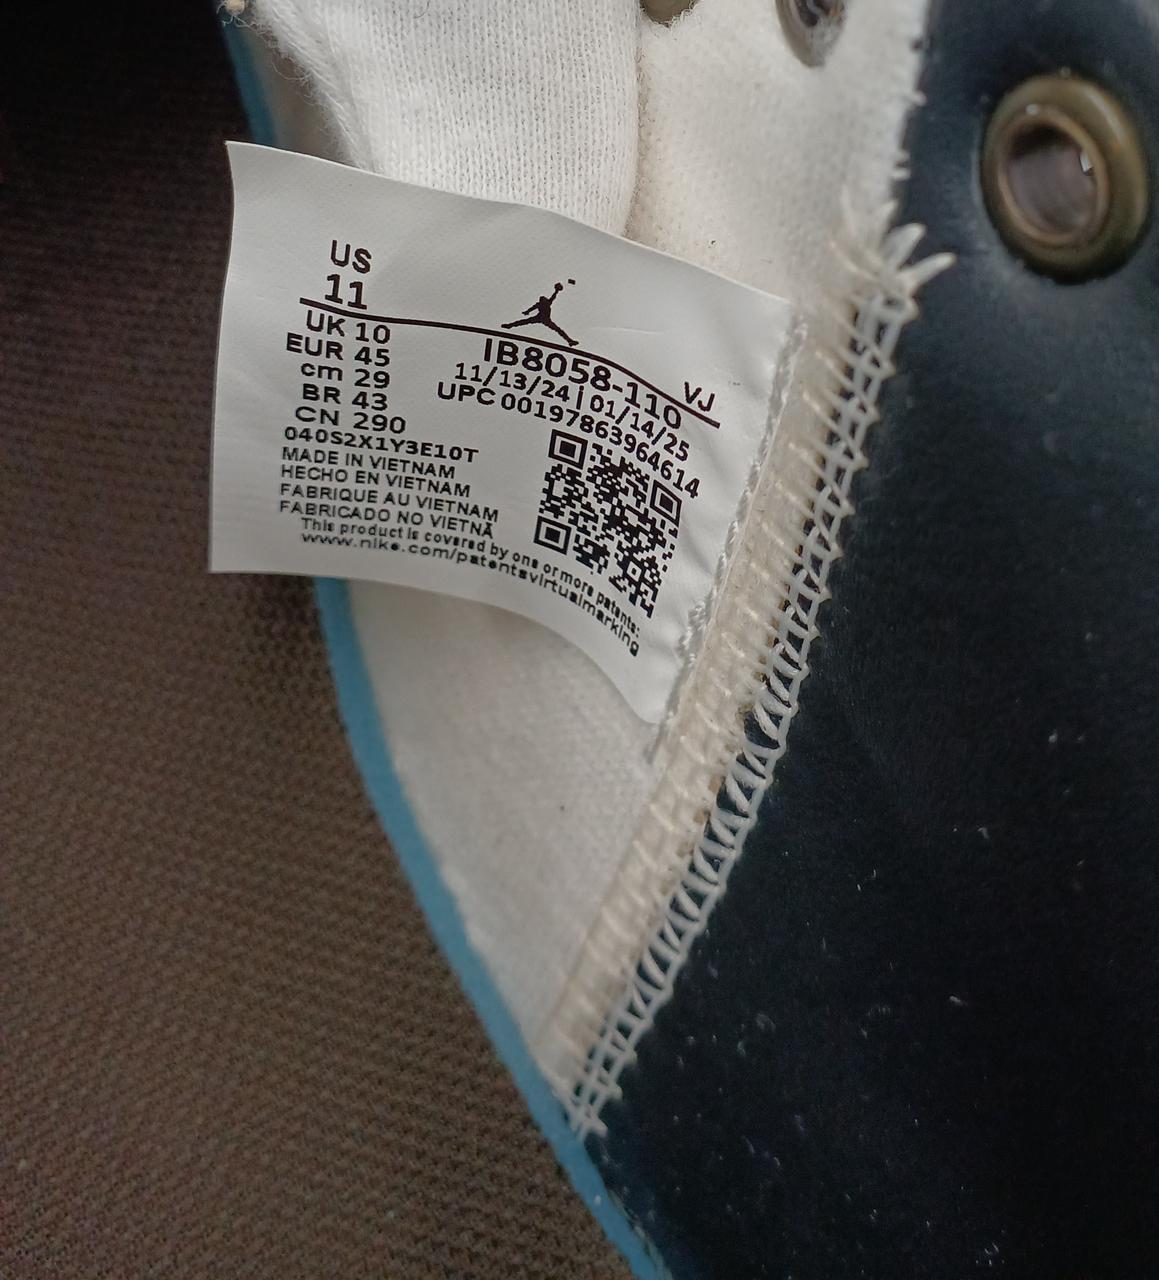 US
11
UK 10
EUR 45
cm 29
BR 43
CN 290
040S2X1Y3E10T
MADE IN VIETNAM
HECHO EN VIETNAM
FABRIQUE AU VIETNAM
FABRICADO NO VIETNÃ
This product is covered by one or more patents:
www.nike.com/patentsvirtualmarking
IB8058-110 VJ
11/13/24 | 01/14/25
UPC 00197863964614